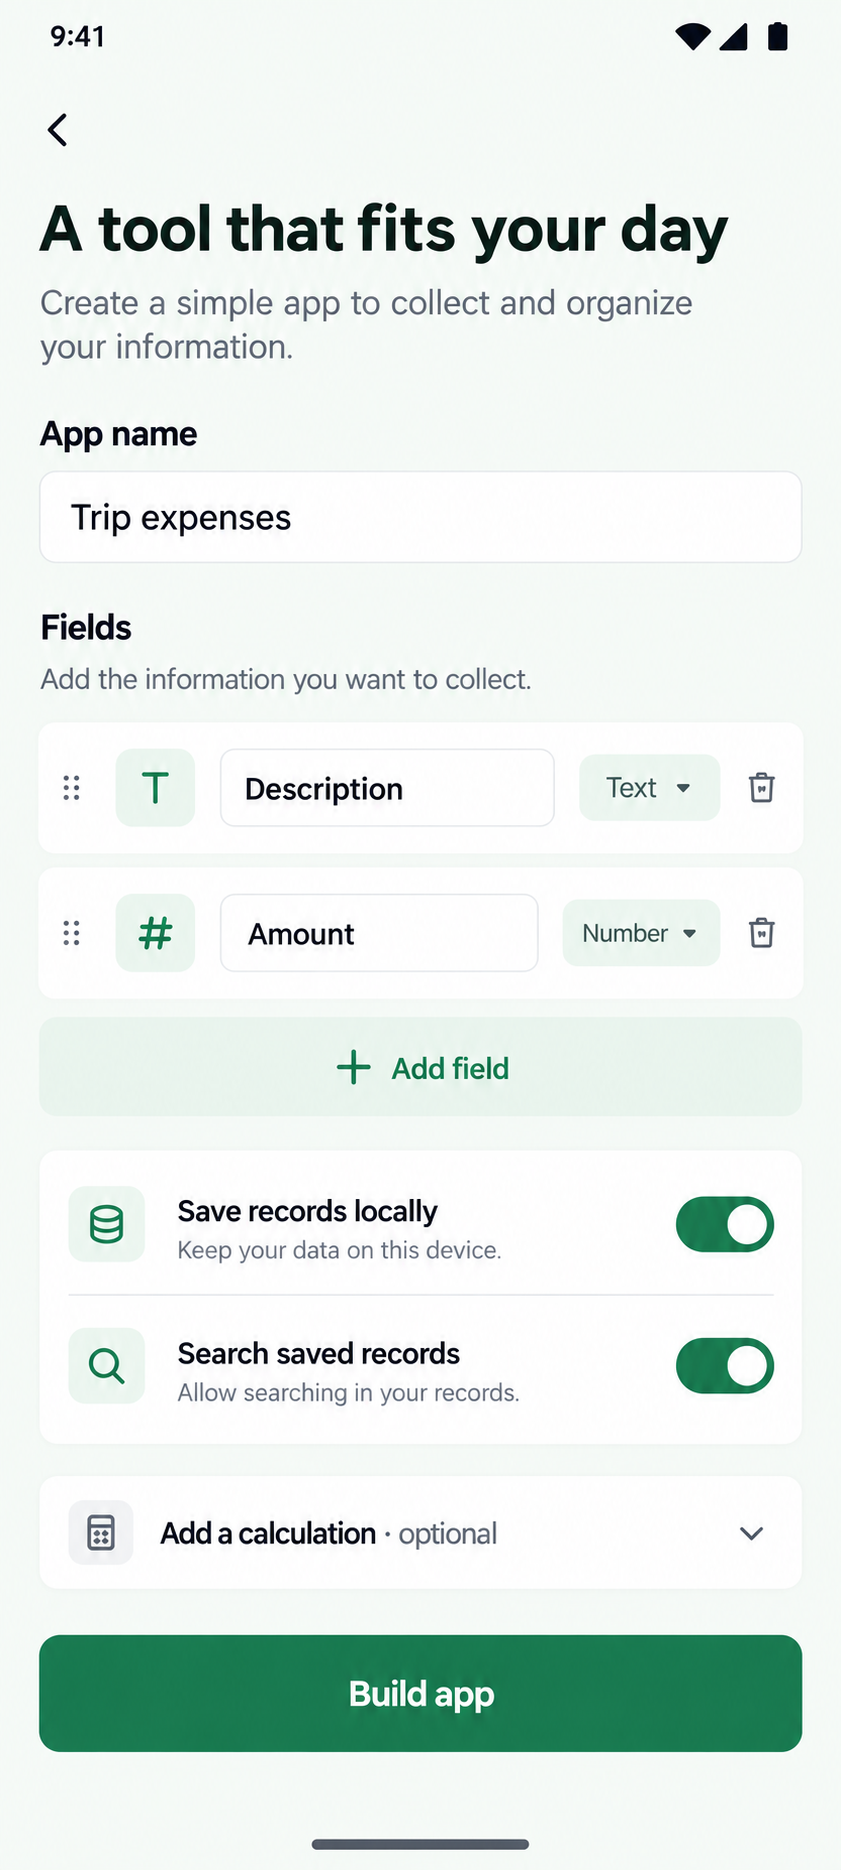 9:41
A tool that fits your day
Create a simple app to collect and organize
your information.
App name
Trip expenses
Fields
Add the information you want to collect.
T Description Text
# Amount Number
+ Add field
Save records locally
Keep your data on this device.
Search saved records
Allow searching in your records.
Add a calculation · optional
Build app